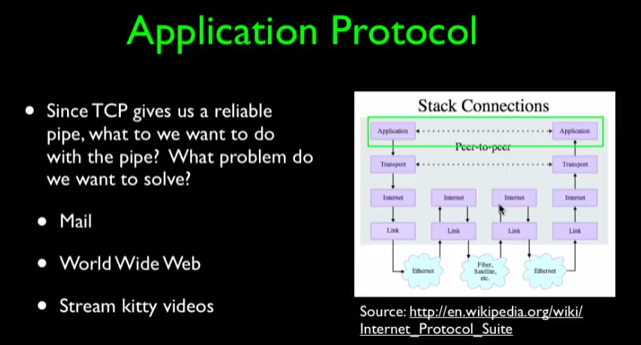 Application Protocol
• Since TCP gives us a reliable
pipe, what to we want to do
with the pipe? What problem do
we want to solve?
• Mail
• World Wide Web
• Stream kitty videos
Stack Connections
Application
Application
Peer-to-peer
Transport
Transport
Internet
Internet
Internet
Internet
Link
Link
Link
Link
Ethernet
Fiber,
Satellite,
etc.
Ethernet
Source: http://en.wikipedia.org/wiki/
Internet_Protocol_Suite